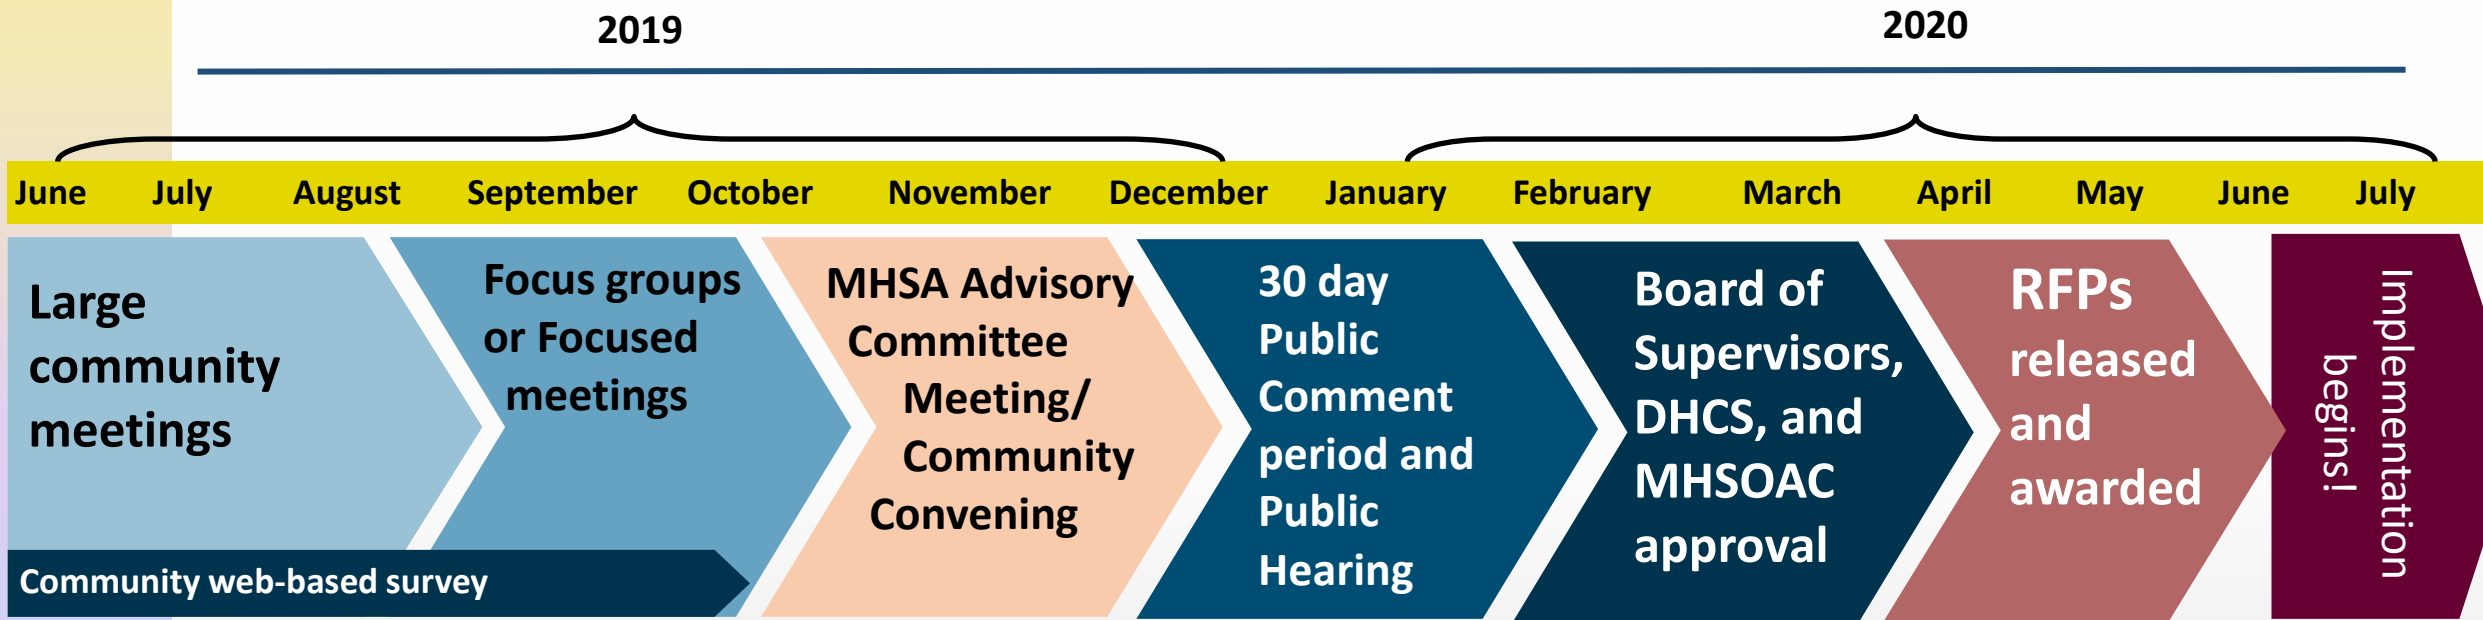 2019
2020
June July August September October November December January February March April May June July
Large
community
meetings
Community web-based survey
Focus groups
or Focused
meetings
MHSA Advisory
Committee
Meeting/
Community
Convening
30 day
Public
Comment
period and
Public
Hearing
Board of
Supervisors,
DHCS, and
MHSOAC
approval
RFPs
released
and
awarded
Implementation
begins!